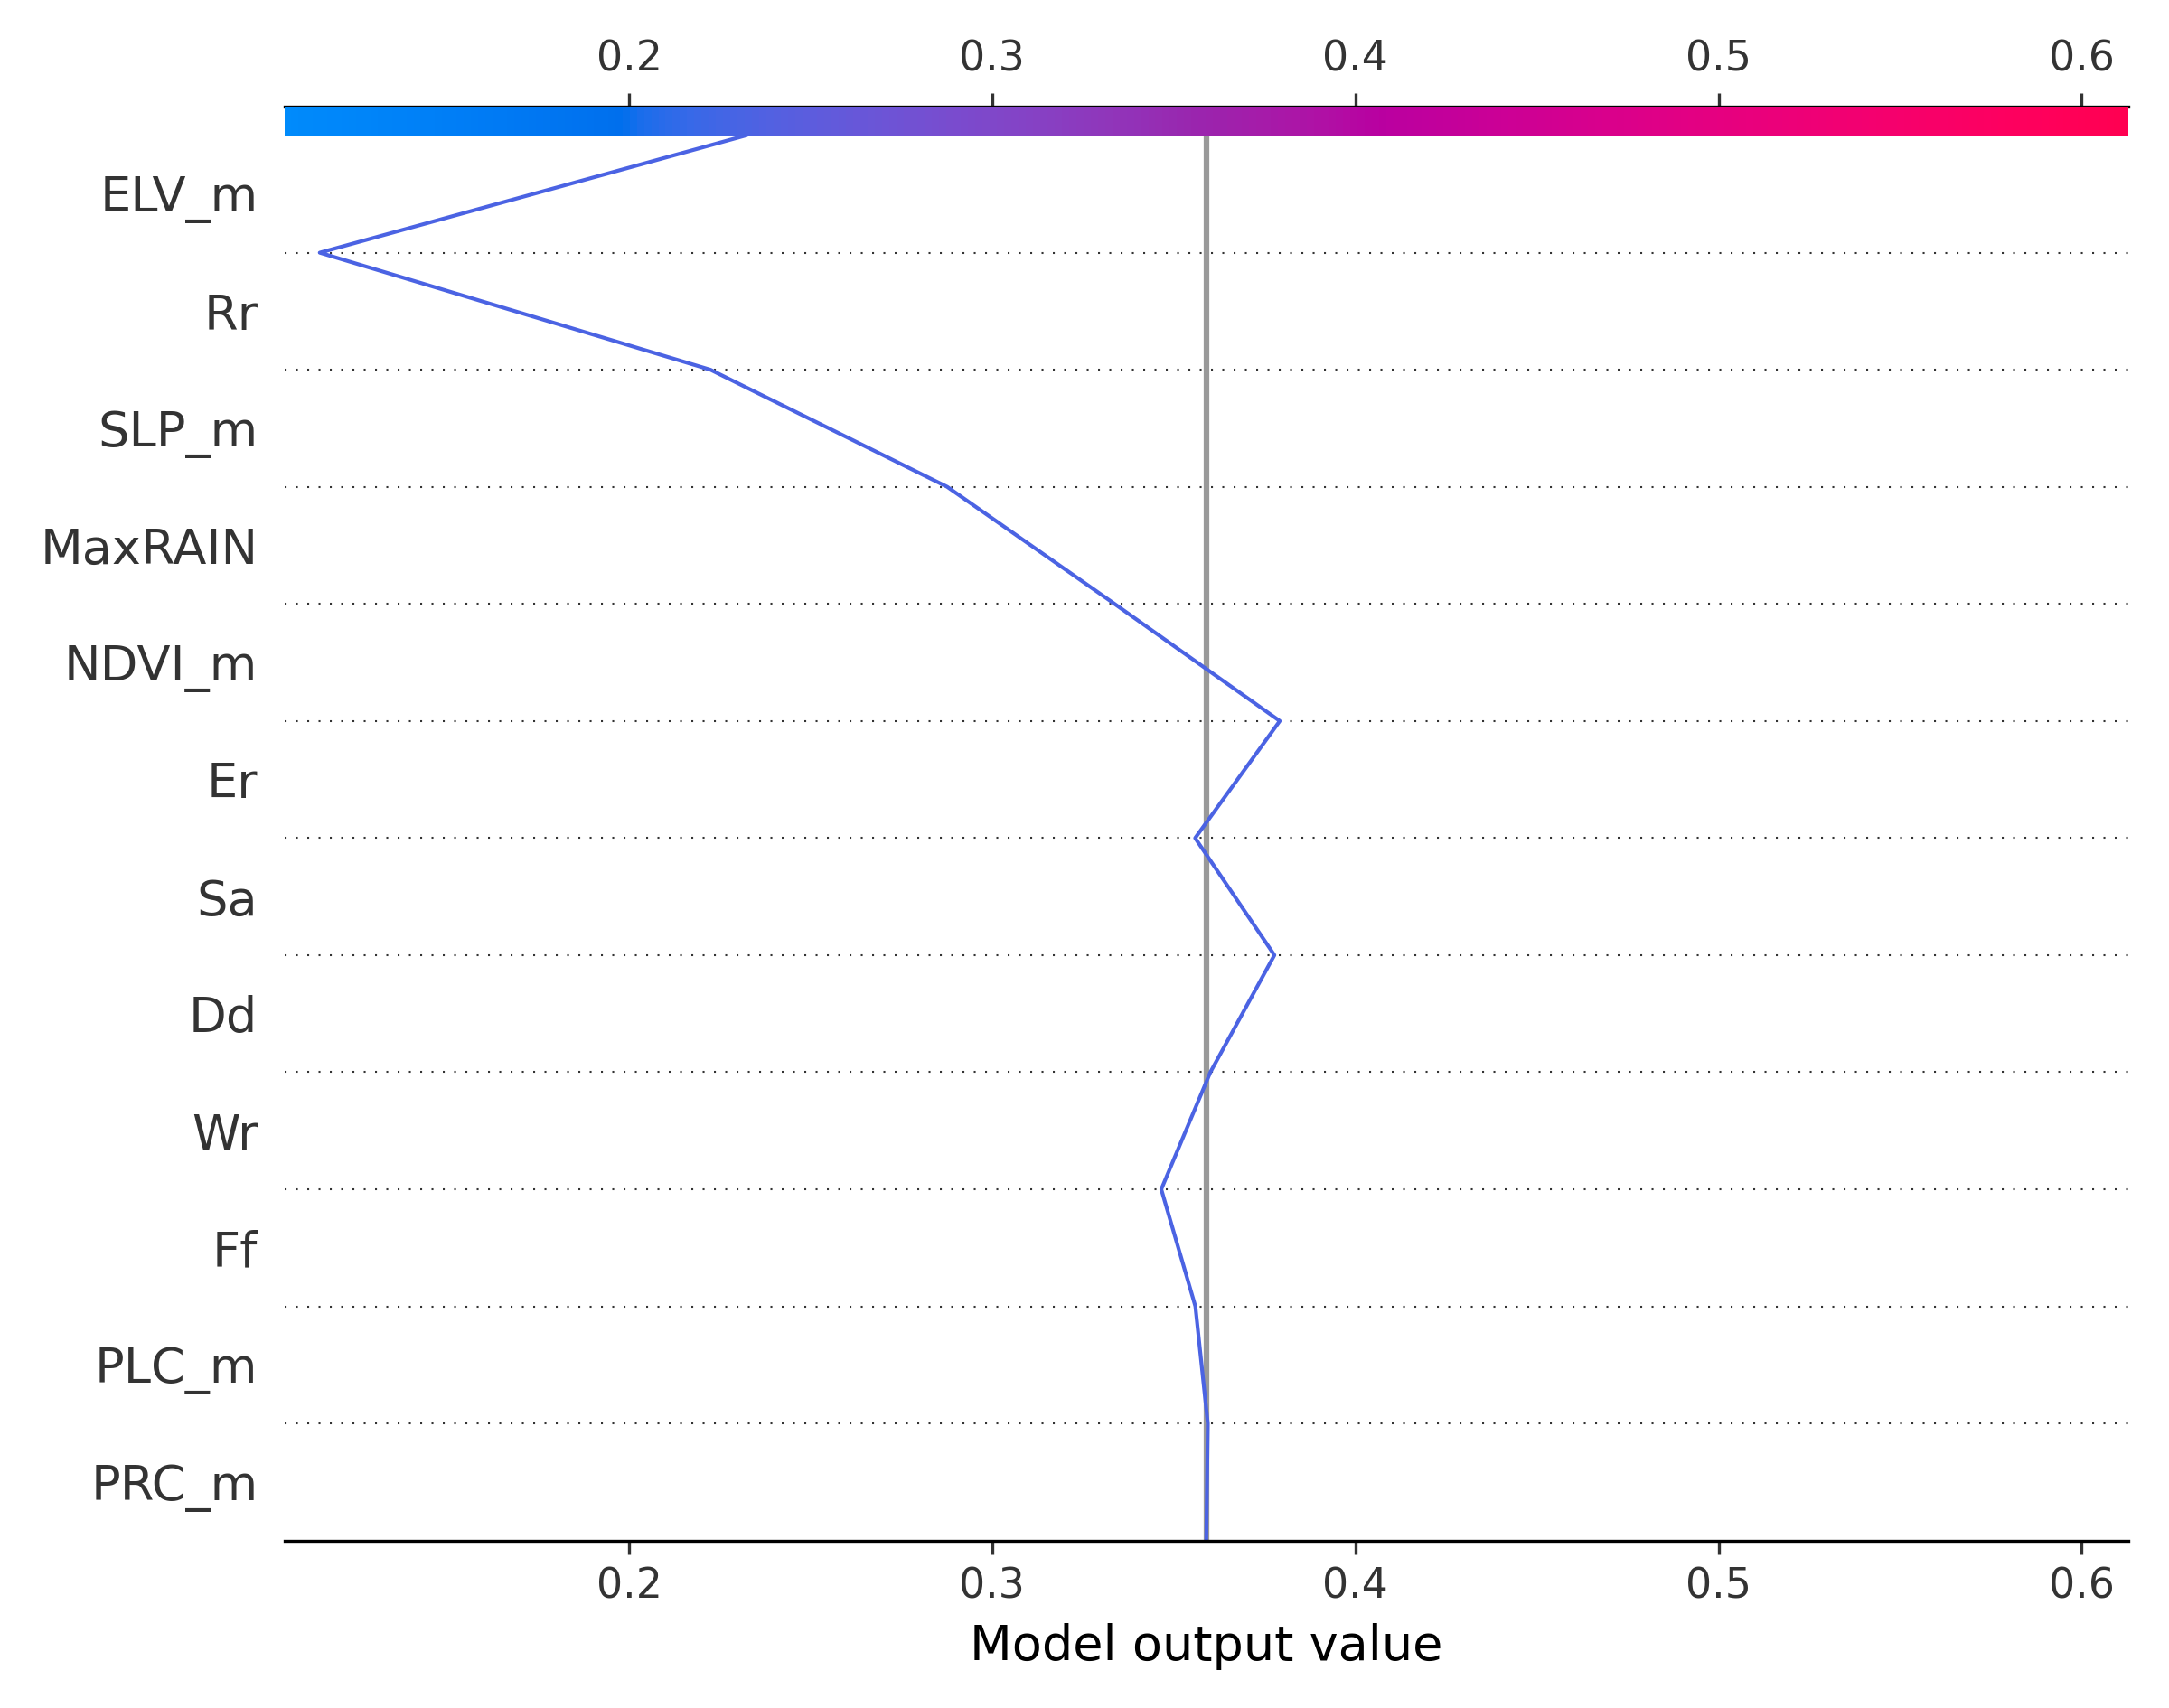 0.2 0.3 0.4 0.5 0.6
ELV_m
Rr
SLP_m
MaxRAIN
NDVI_m
Er
Sa
Dd
Wr
Ff
PLC_m
PRC_m
0.2 0.3 0.4 0.5 0.6
Model output value